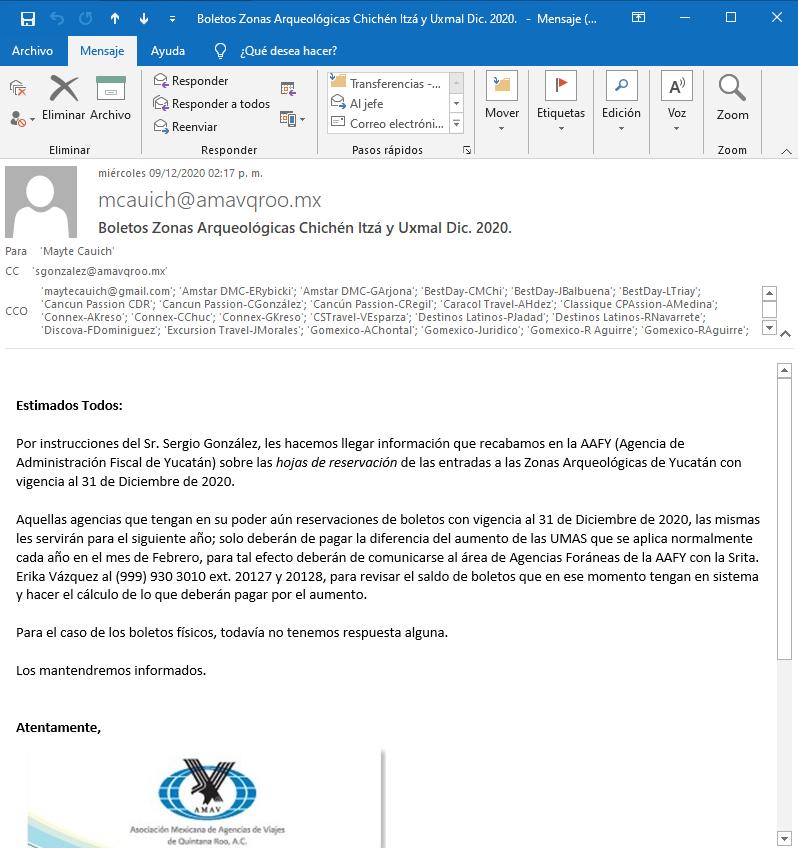 Boletos Zonas Arqueológicas Chichén Itzá y Uxmal Dic. 2020. - Mensaje (...
Archivo Mensaje Ayuda ¿Qué desea hacer?
Eliminar Archivo
Responder
Responder a todos
Reenviar
Transferencias -...
Al jefe
Correo electróni...
Mover Etiquetas Edición Voz Zoom
Eliminar Responder Pasos rápidos Zoom
miércoles 09/12/2020 02:17 p. m.
mcauich@amavqroo.mx
Boletos Zonas Arqueológicas Chichén Itzá y Uxmal Dic. 2020.
Para 'Mayte Cauich'
CC 'sgonzalez@amavqroo.mx'
CCO 'maytecauich@gmail.com'; 'Amstar DMC-ERybicki'; 'Amstar DMC-GArjona'; 'BestDay-CMChi'; 'BestDay-JBalbuena'; 'BestDay-LTriay';
'Cancun Passion CDR'; 'Cancun Passion-CGonzález'; 'Cancún Passion-CRegil'; 'Caracol Travel-AHdez'; 'Classique CPAssion-AMedina';
'Connex-AKreso'; 'Connex-CChuc'; 'Connex-GKreso'; 'CSTravel-VEsparza'; 'Destinos Latinos-PJadad'; 'Destinos Latinos-RNavarrete';
'Discova-FDominiguez'; 'Excursion Travel-JMorales'; 'Gomexico-AChontal'; 'Gomexico-Juridico'; 'Gomexico-R Aguirre'; 'Gomexico-RAguirre';
Estimados Todos:
Por instrucciones del Sr. Sergio González, les hacemos llegar información que recabamos en la AAFY (Agencia de
Administración Fiscal de Yucatán) sobre las hojas de reservación de las entradas a las Zonas Arqueológicas de Yucatán con
vigencia al 31 de Diciembre de 2020.
Aquellas agencias que tengan en su poder aún reservaciones de boletos con vigencia al 31 de Diciembre de 2020, las mismas
les servirán para el siguiente año; solo deberán de pagar la diferencia del aumento de las UMAS que se aplica normalmente
cada año en el mes de Febrero, para tal efecto deberán de comunicarse al área de Agencias Foráneas de la AAFY con la Srita.
Erika Vázquez al (999) 930 3010 ext. 20127 y 20128, para revisar el saldo de boletos que en ese momento tengan en sistema
y hacer el cálculo de lo que deberán pagar por el aumento.
Para el caso de los boletos físicos, todavía no tenemos respuesta alguna.
Los mantendremos informados.
Atentamente,
AMAV
Asociación Mexicana de Agencias de Viajes
de Quintana Roo, A.C.